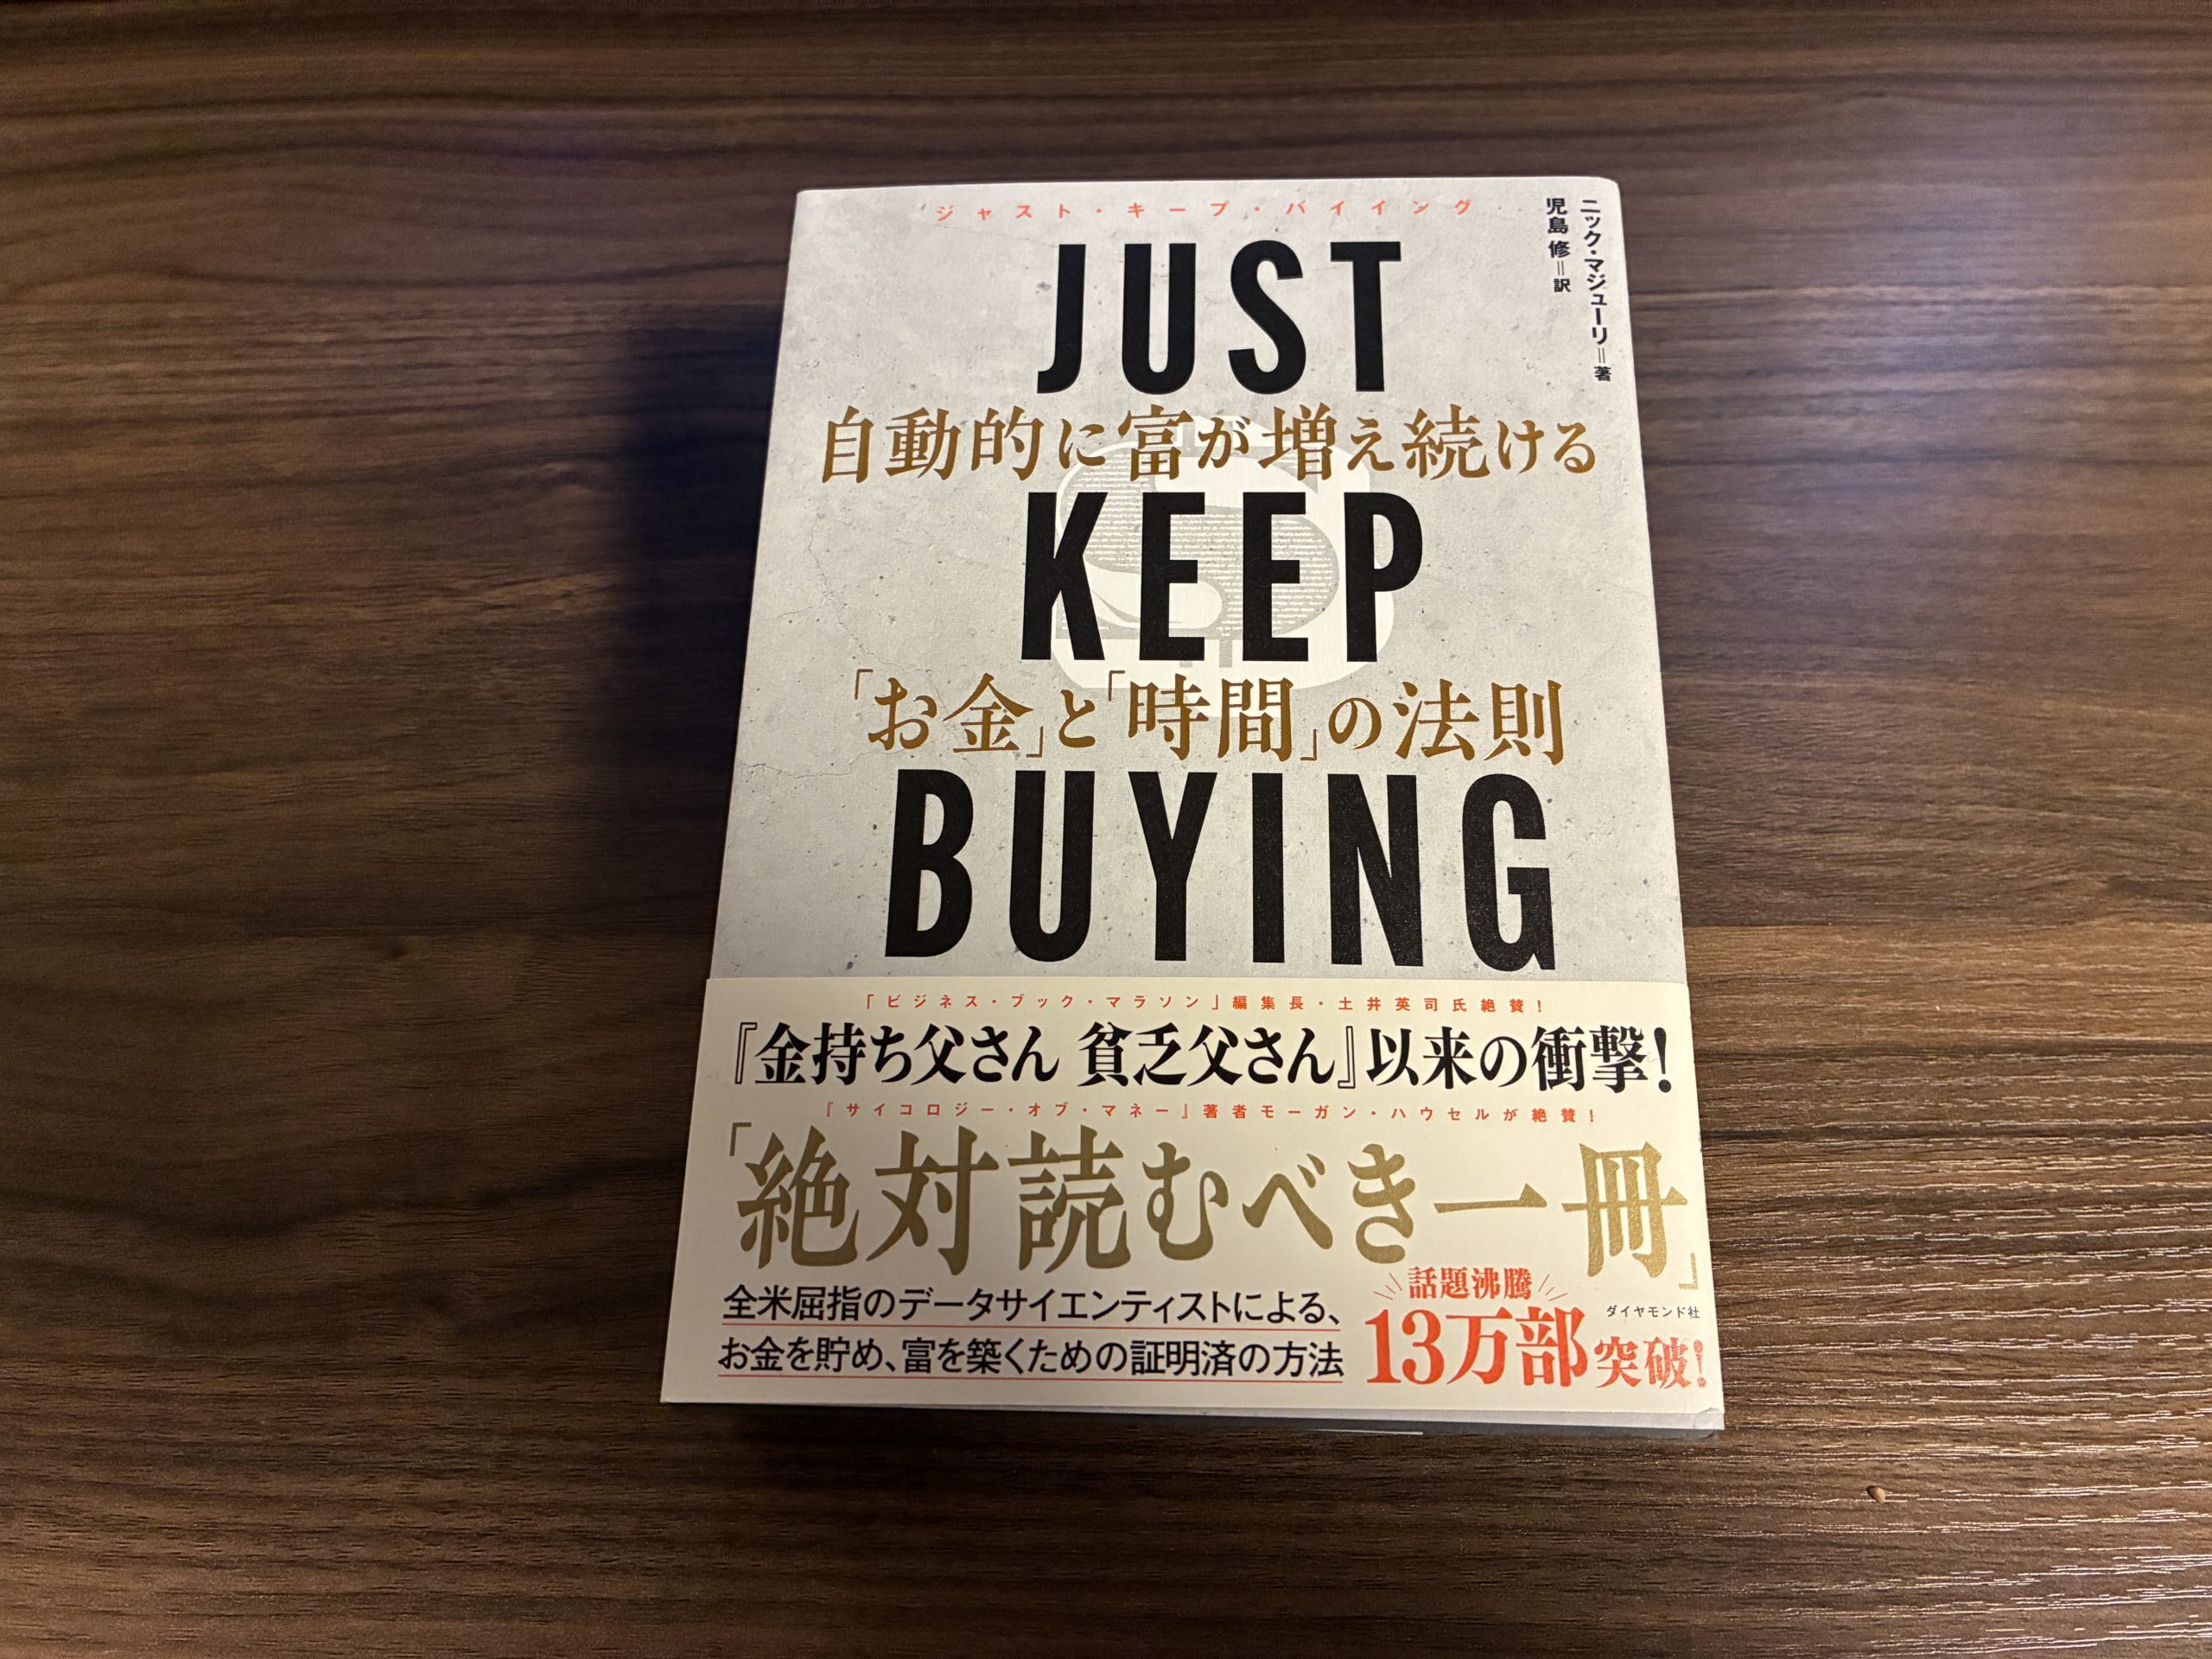 ジャスト・キープ・バイイング
ニック・マジューリ=著
児島 修=訳
JUST
自動的に富が増え続ける
KEEP
「お金」と「時間」の法則
BUYING
「ビジネス・ブック・マラソン」編集長・土井英司氏絶賛!
『金持ち父さん 貧乏父さん』以来の衝撃!
『サイコロジー・オブ・マネー』著者モーガン・ハウセルが絶賛!
「絶対読むべき一冊」
全米屈指のデータサイエンティストによる、
お金を貯め、富を築くための証明済の方法
話題沸騰
13万部突破!
ダイヤモンド社